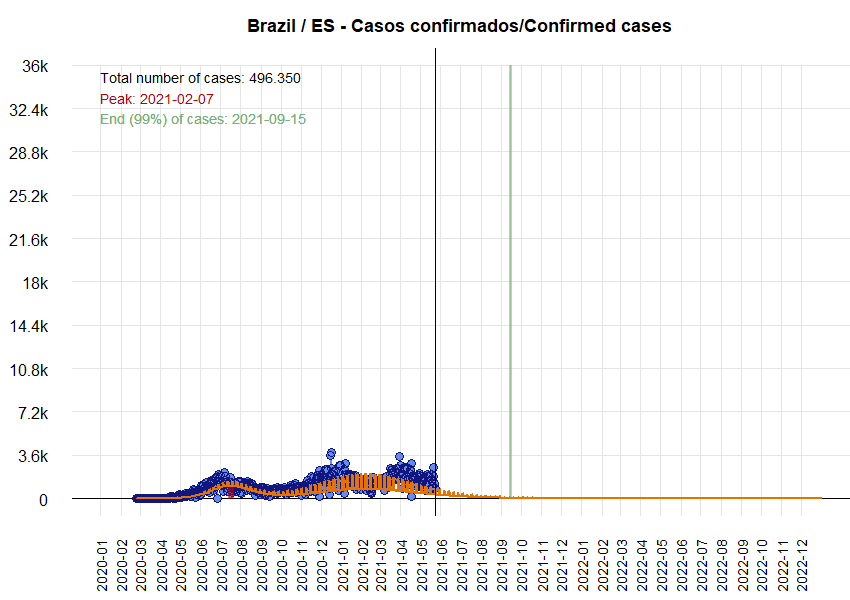 Brazil / ES - Casos confirmados/Confirmed cases
Total number of cases: 496.350
Peak: 2021-02-07
End (99%) of cases: 2021-09-15
36k
32.4k
28.8k
25.2k
21.6k
18k
14.4k
10.8k
7.2k
3.6k
0
2020-01
2020-02
2020-03
2020-04
2020-05
2020-06
2020-07
2020-08
2020-09
2020-10
2020-11
2020-12
2021-01
2021-02
2021-03
2021-04
2021-05
2021-06
2021-07
2021-08
2021-09
2021-10
2021-11
2021-12
2022-01
2022-02
2022-03
2022-04
2022-05
2022-06
2022-07
2022-08
2022-09
2022-10
2022-11
2022-12